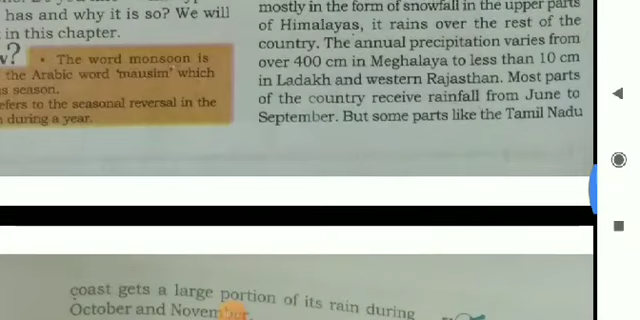 has and why it is so? We will
in this chapter.
• The word monsoon is
the Arabic word 'mausim' which
season.
refers to the seasonal reversal in the
during a year.
mostly in the form of snowfall in the upper parts
of Himalayas, it rains over the rest of the
country. The annual precipitation varies from
over 400 cm in Meghalaya to less than 10 cm
in Ladakh and western Rajasthan. Most parts
of the country receive rainfall from June to
September. But some parts like the Tamil Nadu
coast gets a large portion of its rain during
October and November.